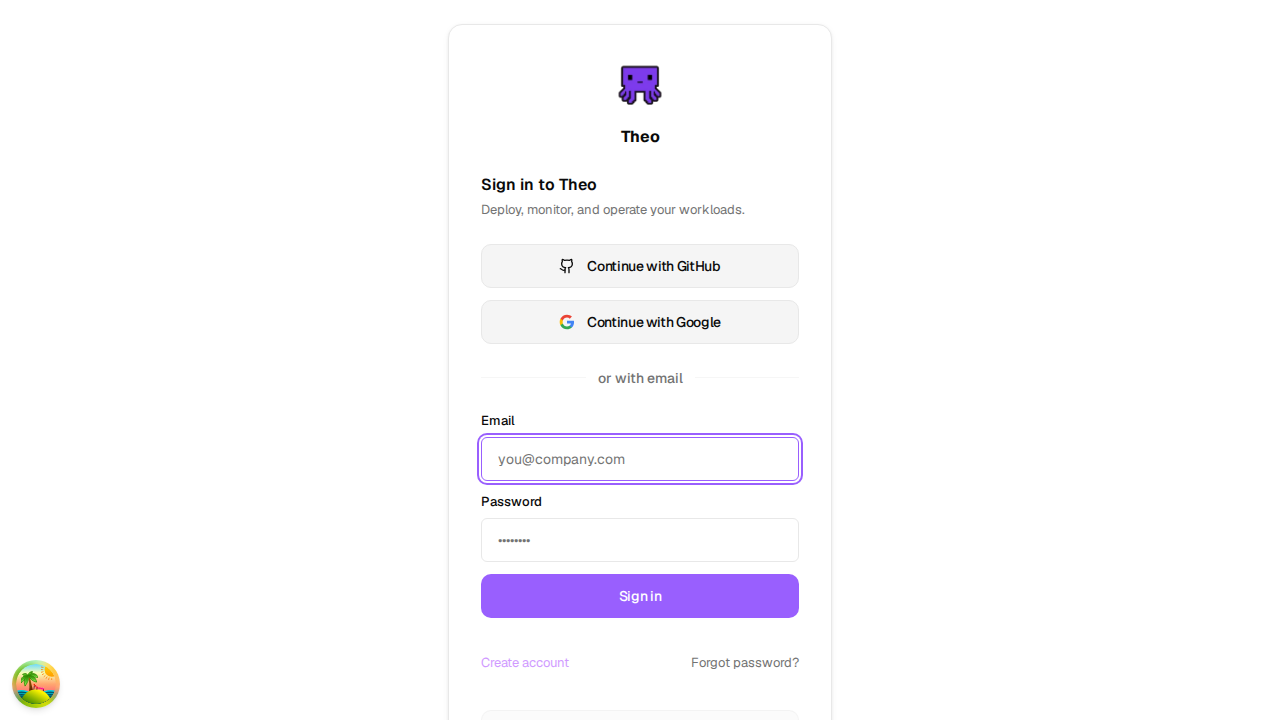 Theo
Sign in to Theo
Deploy, monitor, and operate your workloads.
Continue with GitHub
Continue with Google
or with email
Email
you@company.com
Password
••••••••
Sign in
Create account
Forgot password?